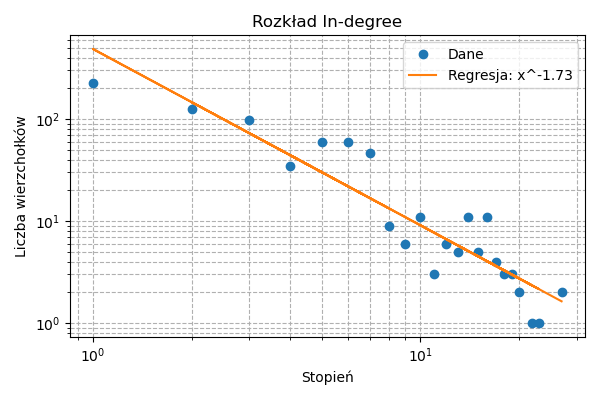 Rozkład In-degree
Dane
Regresja: x^-1.73
Liczba wierzchołków
10^2
10^1
10^0
10^0
10^1
Stopień